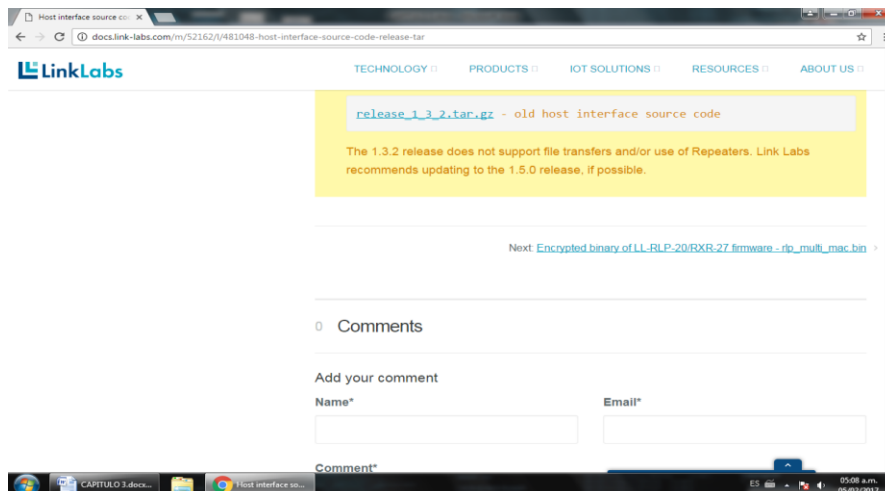 Host interface source co
docs.link-labs.com/m/52162/l/481048-host-interface-source-code-release-tar
LinkLabs
TECHNOLOGY PRODUCTS IOT SOLUTIONS RESOURCES ABOUT US
release_1_3_2.tar.gz - old host interface source code
The 1.3.2 release does not support file transfers and/or use of Repeaters. Link Labs
recommends updating to the 1.5.0 release, if possible.
Next: Encrypted binary of LL-RLP-20/RXR-27 firmware - rlp_multi_mac.bin
0 Comments
Add your comment
Name* Email*
Comment*
CAPITULO 3.docx... Host interface so... ES 05:08 a.m.